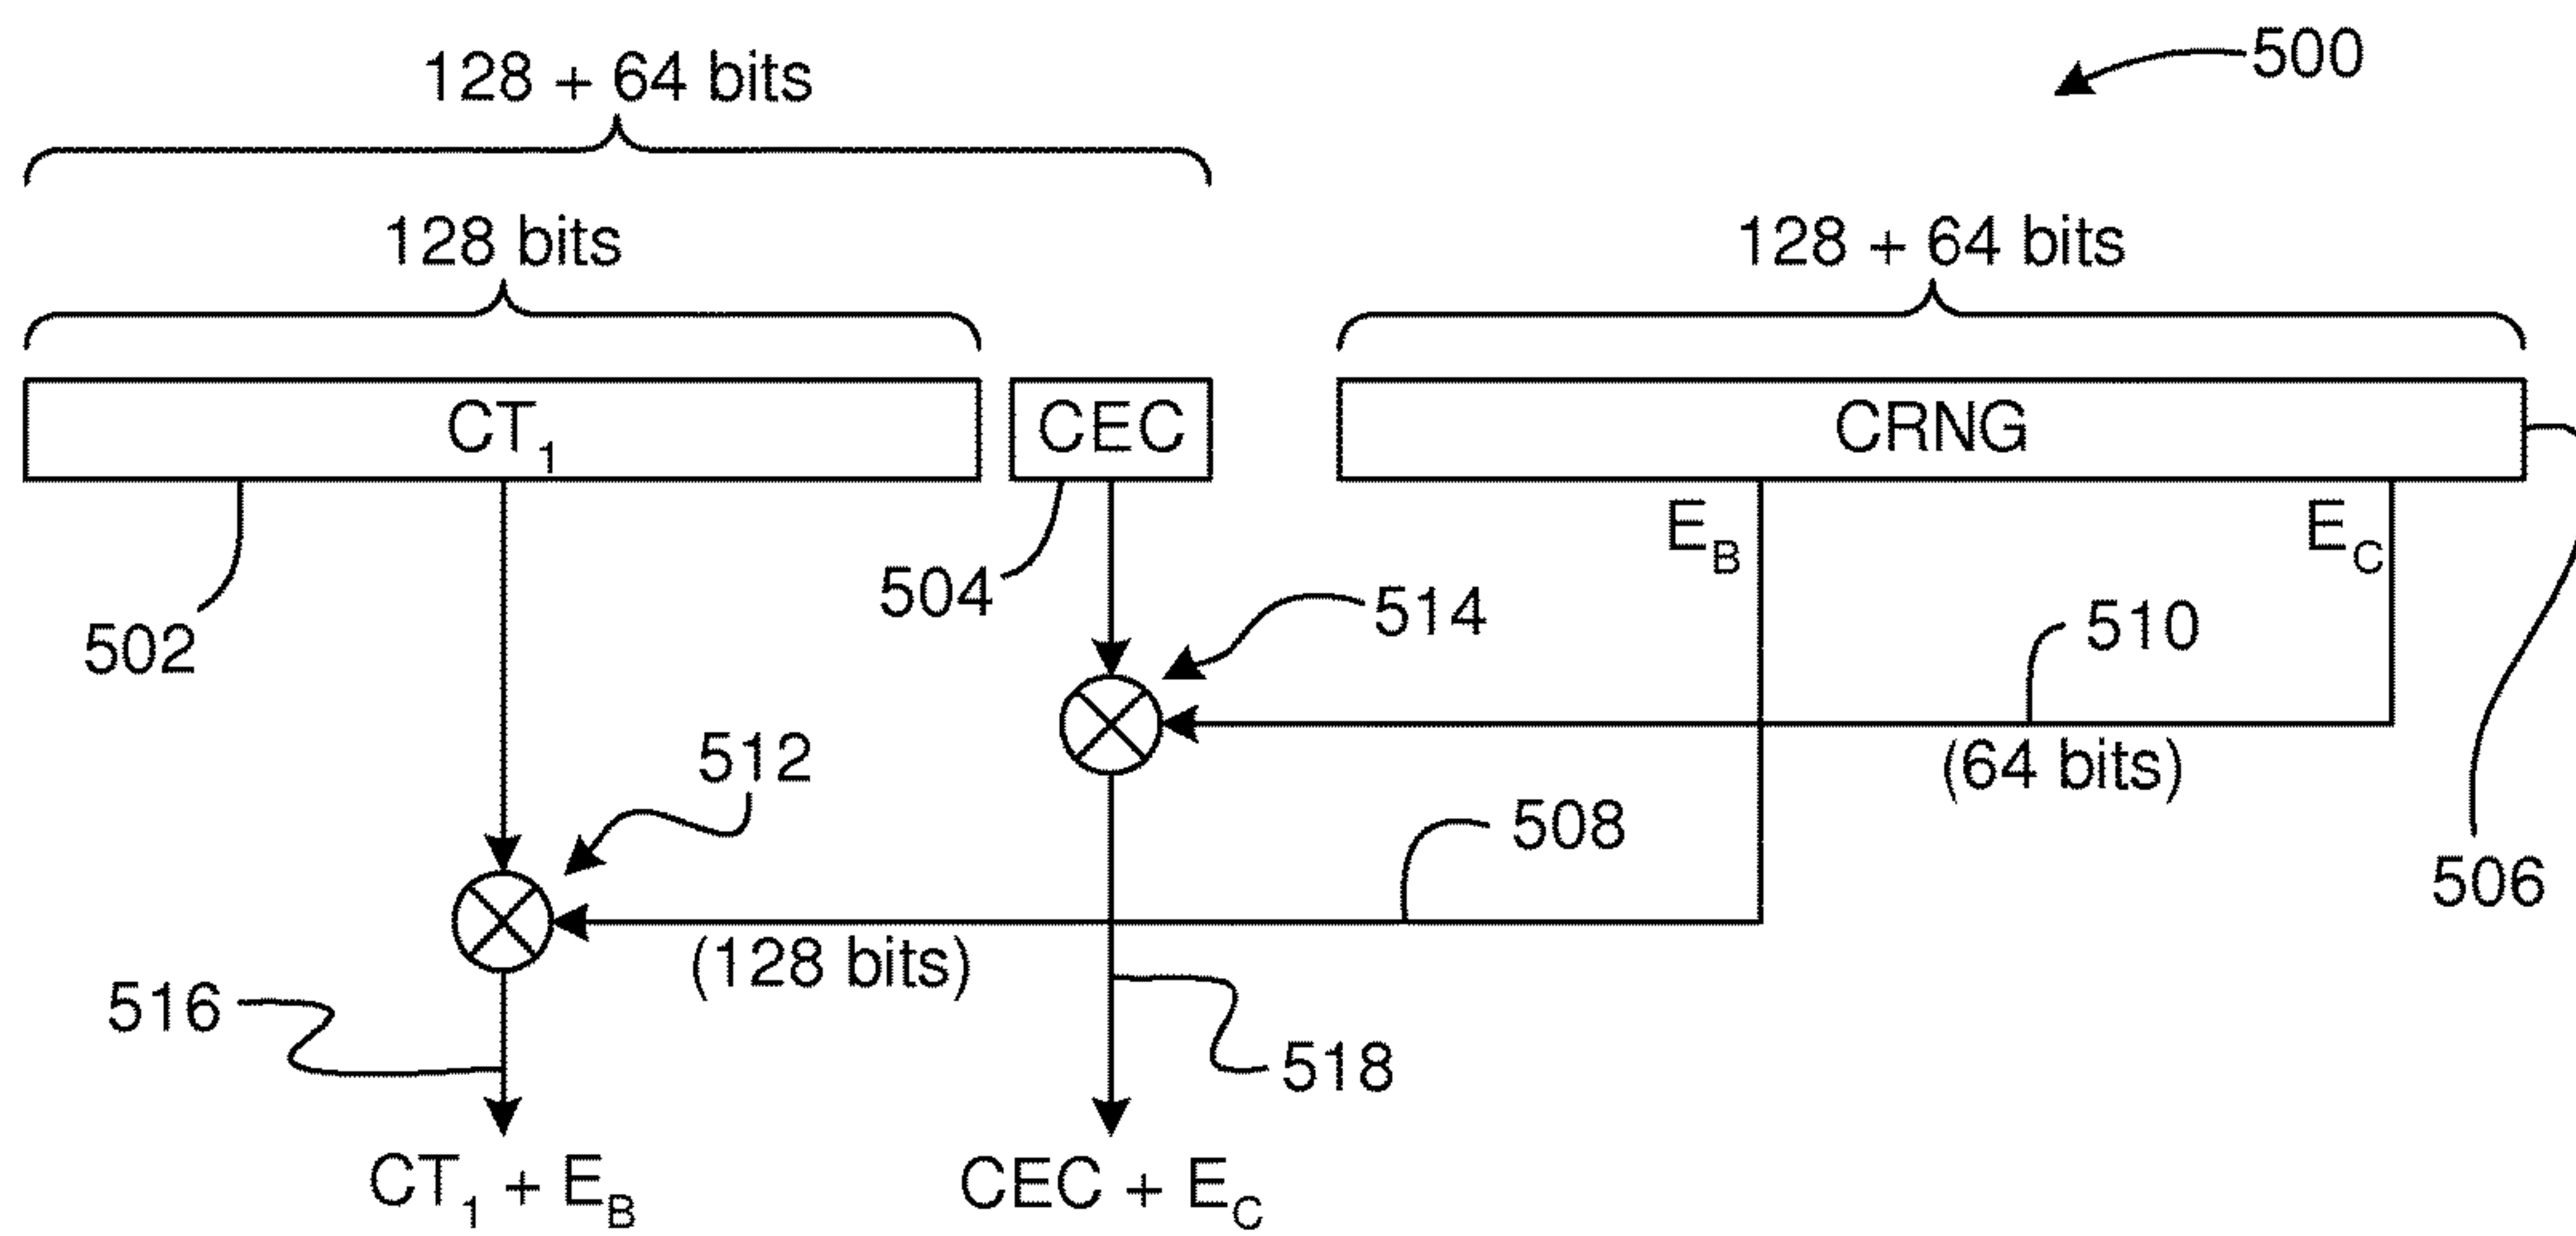 500
128 + 64 bits
128 bits
128 + 64 bits
CT1
CEC
CRNG
EB
EC
502
504
514
510
(64 bits)
512
508
506
(128 bits)
516
518
CT1 + EB
CEC + EC